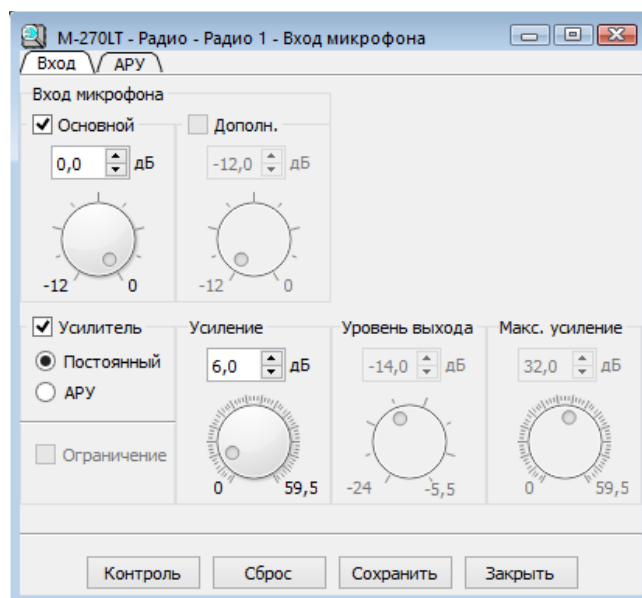 М-270LT - Радио - Радио 1 - Вход микрофона
Вход АРУ
Вход микрофона
Основной Дополн.
0,0 дБ -12,0 дБ
-12 0 -12 0
Усилитель Усиление Уровень выхода Макс. усиление
Постоянный 6,0 дБ -14,0 дБ 32,0 дБ
АРУ
Ограничение
0 59,5 -24 -5,5 0 59,5
Контроль Сброс Сохранить Закрыть